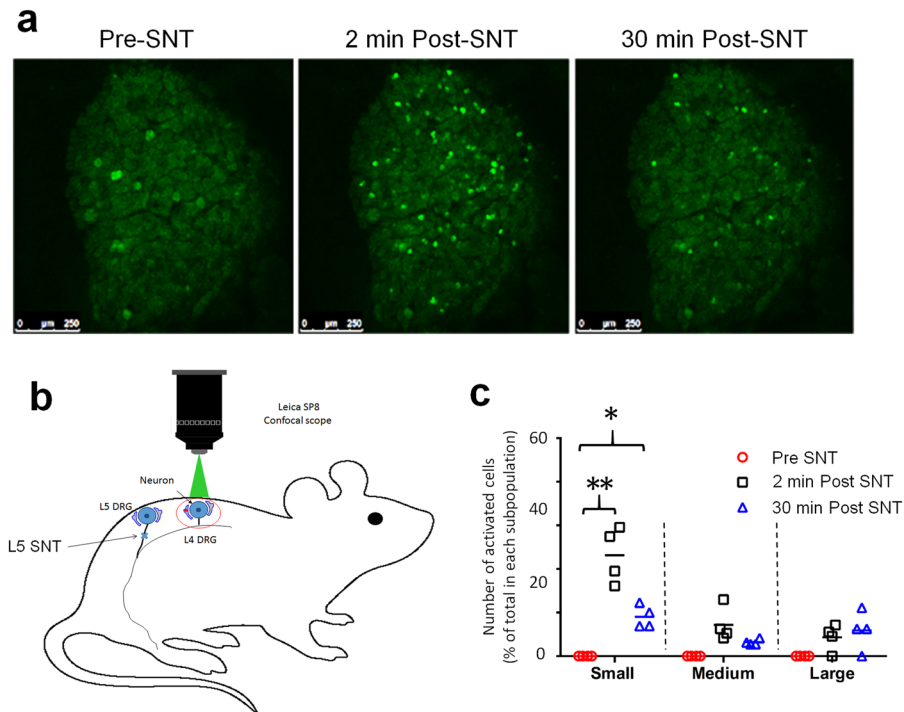 a
Pre-SNT
2 min Post-SNT
30 min Post-SNT
0 µm 250
0 µm 250
0 µm 250
b
Leica SP8
Confocal scope
Neuron
L5 DRG
L4 DRG
L5 SNT
c
Number of activated cells
(% of total in each subpopulation)
60
40
20
0
*
**
Pre SNT
2 min Post SNT
30 min Post SNT
Small
Medium
Large